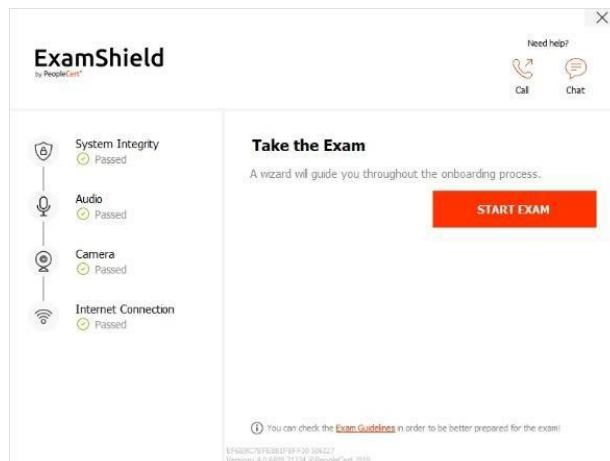 ExamShield
by PeopleCert®
Need help?
Call
Chat
System Integrity
Passed
Audio
Passed
Camera
Passed
Internet Connection
Passed
Take the Exam
A wizard will guide you throughout the onboarding process.
START EXAM
You can check the Exam Guidelines in order to be better prepared for the exam!